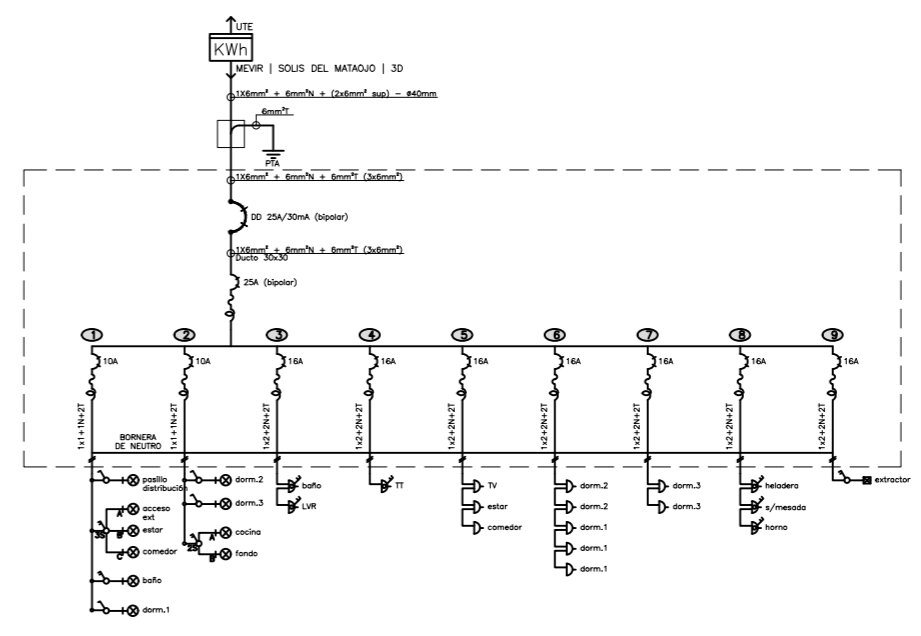 UTE
KWh
MEVIR | SOLIS DEL MATAOJO | 3D
1X6mm² + 6mm²N + (2x6mm² sup) - ø40mm
6mm²T
PTA
1X6mm² + 6mm²N + 6mm²T (3x6mm²)
DD 25A/30mA (bipolar)
1X6mm² + 6mm²N + 6mm²T (3x6mm²)
Ducto 30x30
25A (bipolar)
1 2 3 4 5 6 7 8 9
10A 10A 16A 16A 16A 16A 16A 16A 16A
1x1+1N+2T 1x1+1N+2T 1x2+2N+2T 1x2+2N+2T 1x2+2N+2T 1x2+2N+2T 1x2+2N+2T 1x2+2N+2T 1x2+2N+2T
BORNERA
DE NEUTRO
pasillo
distribución
3S
A
acceso
ext
B
estar
C
comedor
baño
dorm.1
dorm.2
dorm.3
2S
A
cocina
B
fondo
baño
LVR
TT
TV
estar
comedor
dorm.2
dorm.2
dorm.1
dorm.1
dorm.1
dorm.3
dorm.3
heladera
s/mesada
horno
extractor